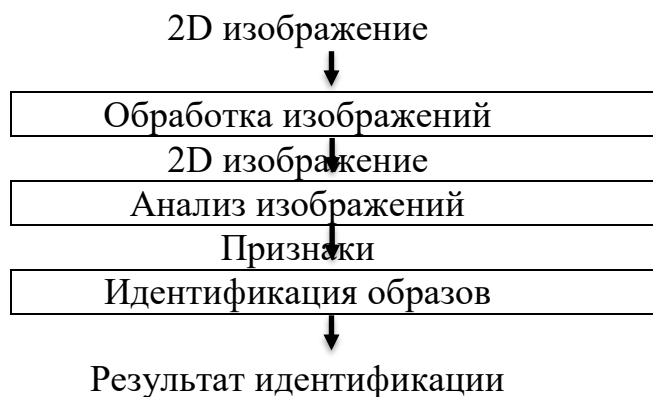 2D изображение
Обработка изображений
2D изображение
Анализ изображений
Признаки
Идентификация образов
Результат идентификации